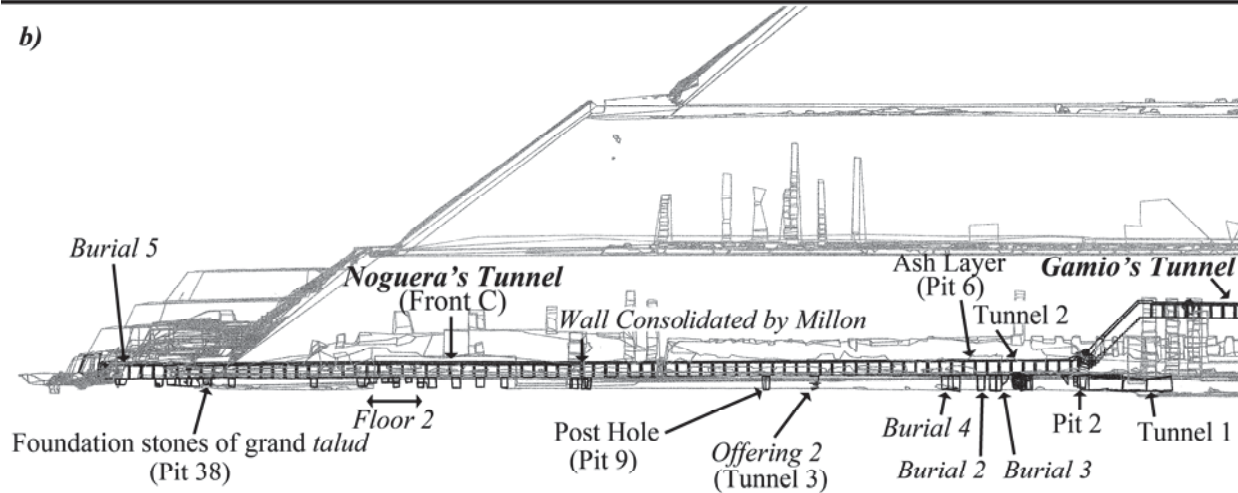 b)
Burial 5
Noguera's Tunnel
(Front C)
Wall Consolidated by Millon
Ash Layer
(Pit 6)
Gamio's Tunnel
Tunnel 2
Foundation stones of grand talud
(Pit 38)
Floor 2
Post Hole
(Pit 9)
Offering 2
(Tunnel 3)
Burial 4
Burial 2
Burial 3
Pit 2
Tunnel 1